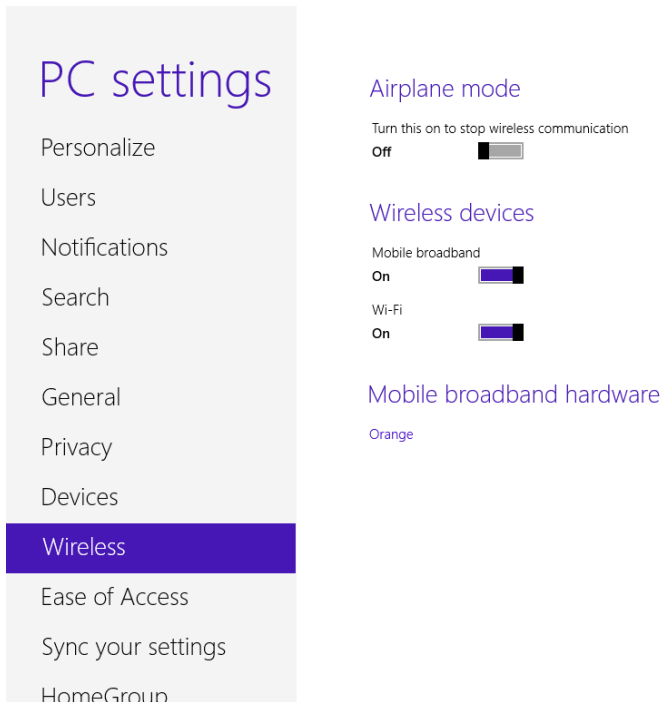 PC settings
Personalize
Users
Notifications
Search
Share
General
Privacy
Devices
Wireless
Ease of Access
Sync your settings
HomeGroup
Airplane mode
Turn this on to stop wireless communication
Off
Wireless devices
Mobile broadband
On
Wi-Fi
On
Mobile broadband hardware
Orange